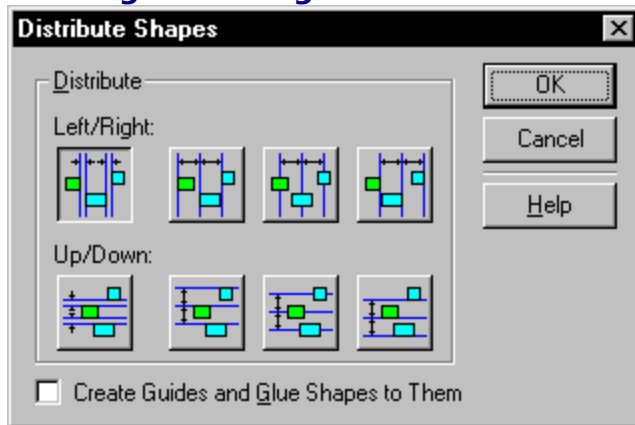 Distribute Shapes
Distribute
OK
Left/Right:
Cancel
Help
Up/Down:
Create Guides and Glue Shapes to Them